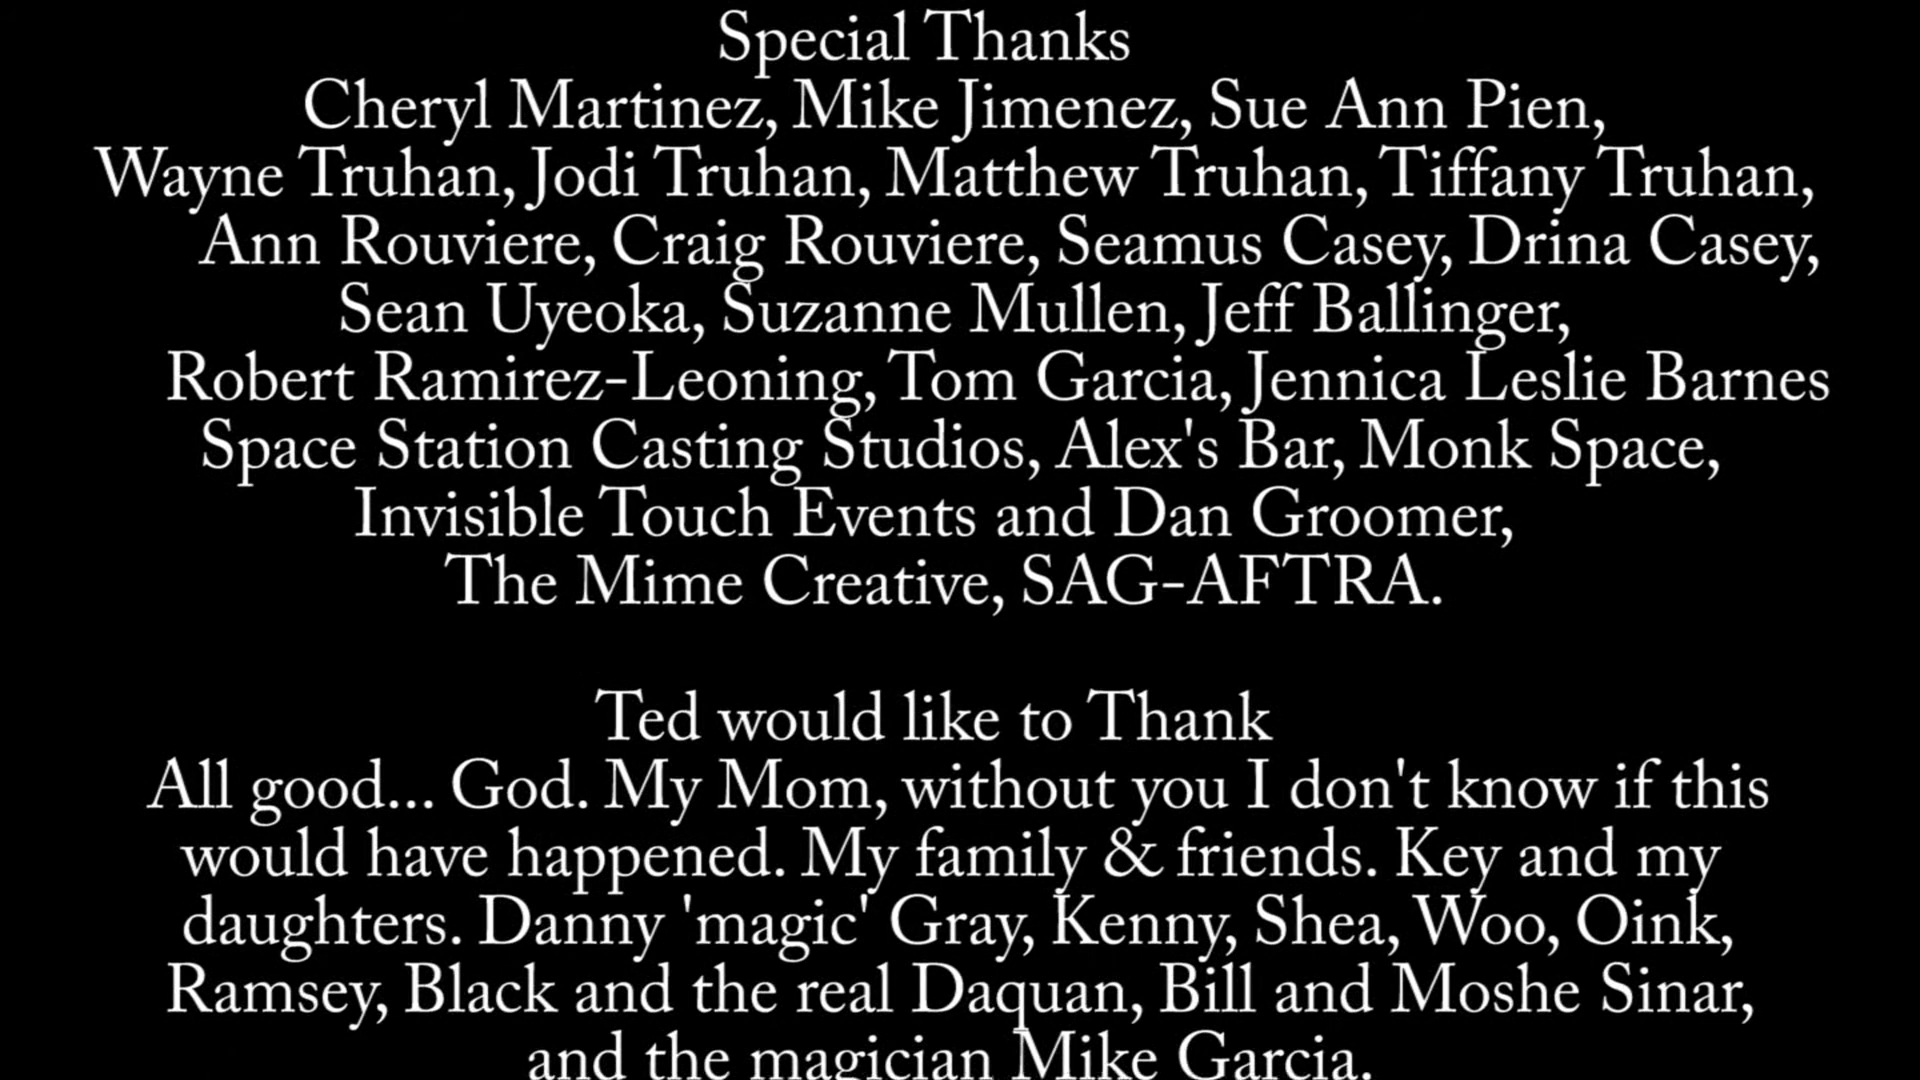 Special Thanks
Cheryl Martinez, Mike Jimenez, Sue Ann Pien,
Wayne Truhan, Jodi Truhan, Matthew Truhan, Tiffany Truhan,
Ann Rouviere, Craig Rouviere, Seamus Casey, Drina Casey,
Sean Uyeoka, Suzanne Mullen, Jeff Ballinger,
Robert Ramirez-Leoning, Tom Garcia, Jennica Leslie Barnes
Space Station Casting Studios, Alex's Bar, Monk Space,
Invisible Touch Events and Dan Groomer,
The Mime Creative, SAG-AFTRA.
Ted would like to Thank
All good... God. My Mom, without you I don't know if this
would have happened. My family & friends. Key and my
daughters. Danny 'magic' Gray, Kenny, Shea, Woo, Oink,
Ramsey, Black and the real Daquan, Bill and Moshe Sinar,
and the magician Mike Garcia.